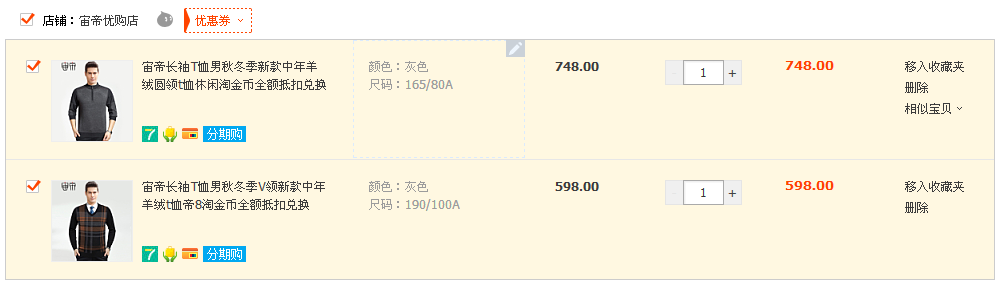 店铺：宙帝优购店 优惠券
宙帝长袖T恤男秋冬季新款中年羊 颜色：灰色 748.00 - 1 + 748.00 移入收藏夹
绒圆领t恤休闲淘金币全额抵扣兑换 尺码：165/80A 删除
相似宝贝
7 分期购
宙帝长袖T恤男秋冬季V领新款中年 颜色：灰色 598.00 - 1 + 598.00 移入收藏夹
羊绒t恤帝8淘金币全额抵扣兑换 尺码：190/100A 删除
7 分期购